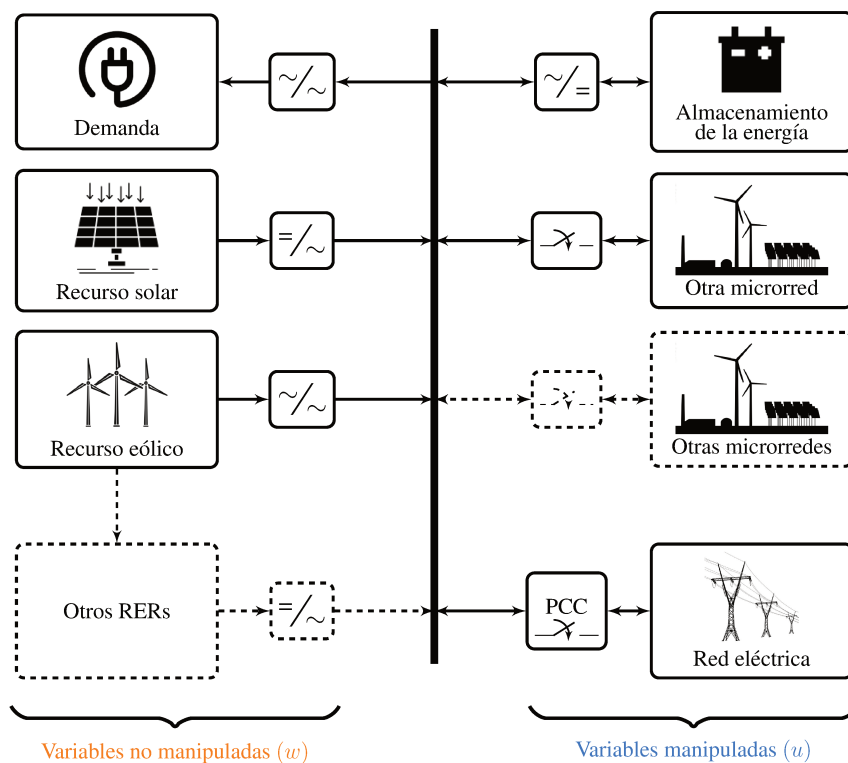 Demanda
~/~
~/=
Almacenamiento
de la energía
Recurso solar
=/~
Otra microrred
Recurso eólico
~/~
Otras microrredes
Otros RERs
=/~
PCC
Red eléctrica
Variables no manipuladas (w)
Variables manipuladas (u)